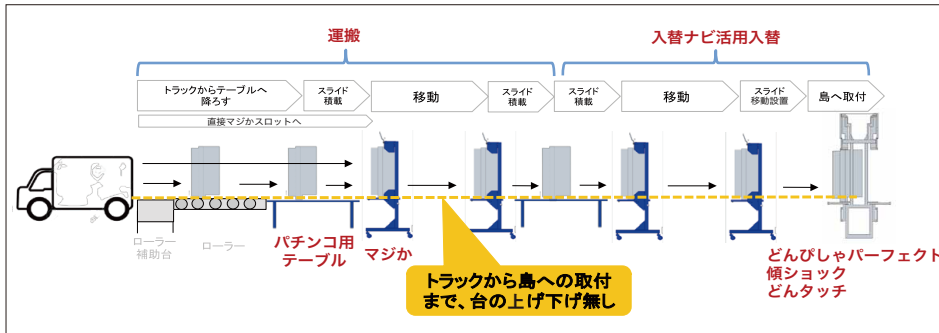 運搬
入替ナビ活用入替
トラックからテーブルへ
降ろす
スライド
積載
移動
スライド
積載
スライド
積載
移動
スライド
移動設置
島へ取付
直接マジかスロットへ
ローラー
補助台
ローラー
パチンコ用
テーブル
マジか
トラックから島への取付
まで、台の上げ下げ無し
どんぴしゃパーフェクト
傾ショック
どんタッチ